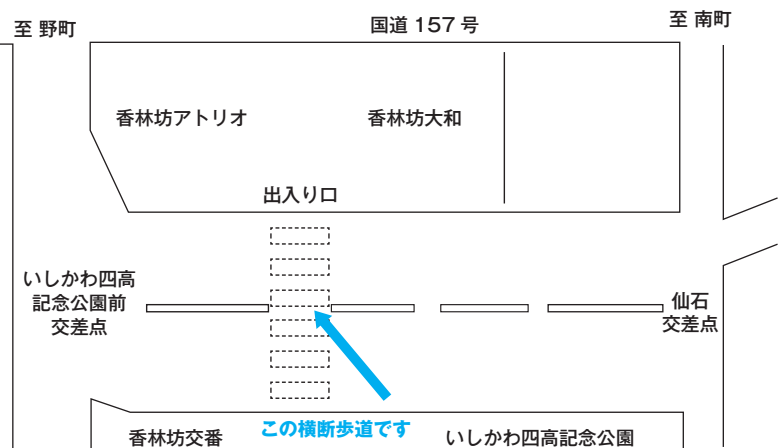 至 野町
国道 157 号
至 南町
香林坊アトリオ
香林坊大和
出入り口
いしかわ四高
記念公園前
交差点
仙石
交差点
この横断歩道です
香林坊交番
いしかわ四高記念公園